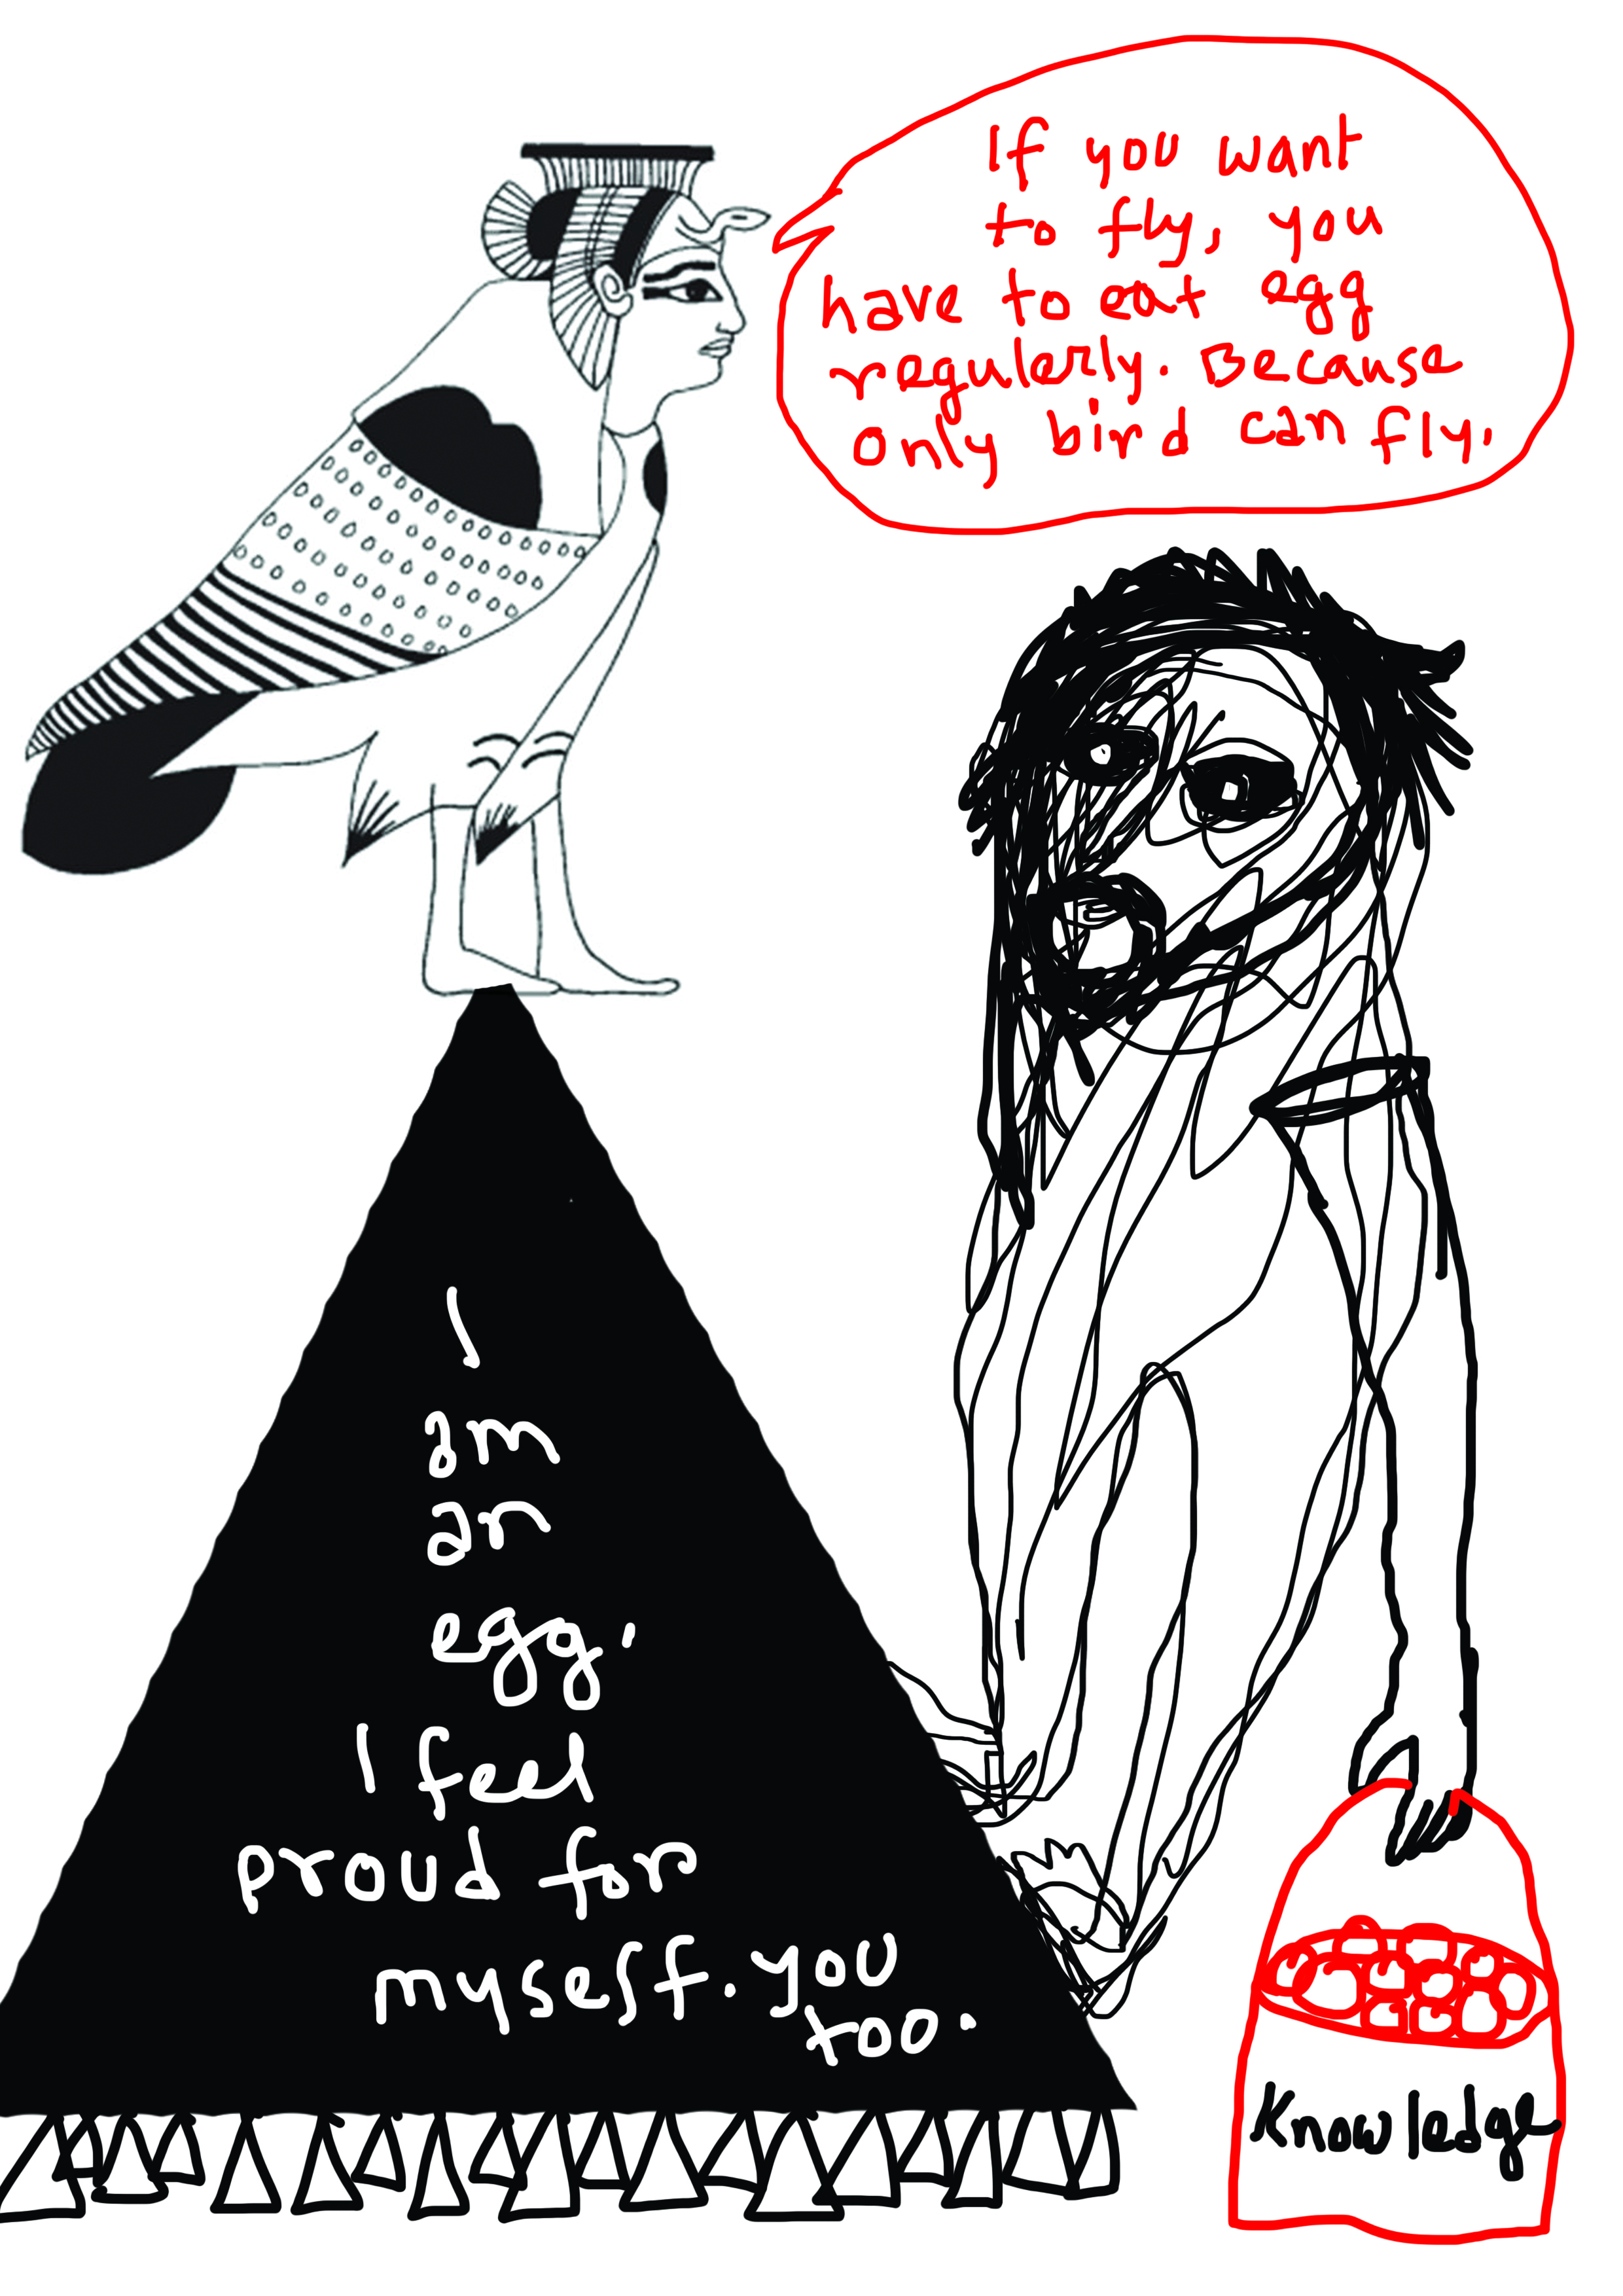 If you want
to fly, you
have to eat egg
regulerly. Because
only bird can fly.
I
am
an
egg.
I feel
proud for
myself. you
too.
Knowledge